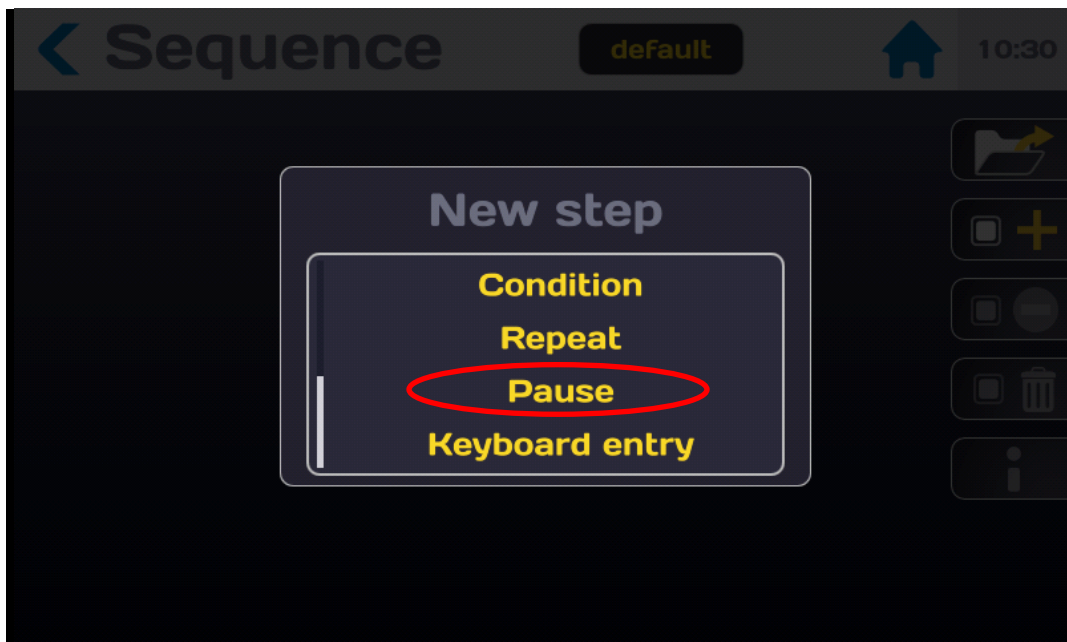 Sequence
default
10:30
New step
Condition
Repeat
Pause
Keyboard entry